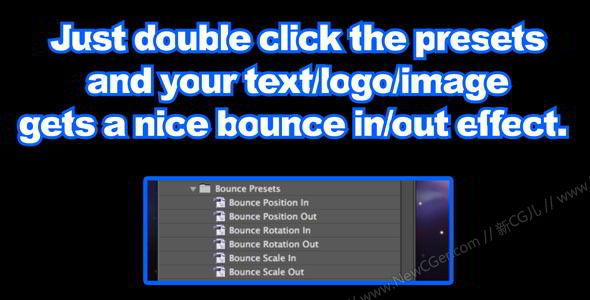 Just double click the presets
and your text/logo/image
gets a nice bounce in/out effect.
Bounce Presets
Bounce Position In
Bounce Position Out
Bounce Rotation In
Bounce Rotation Out
Bounce Scale In
Bounce Scale Out
www.NewCGer.com // 新CG儿 // www.